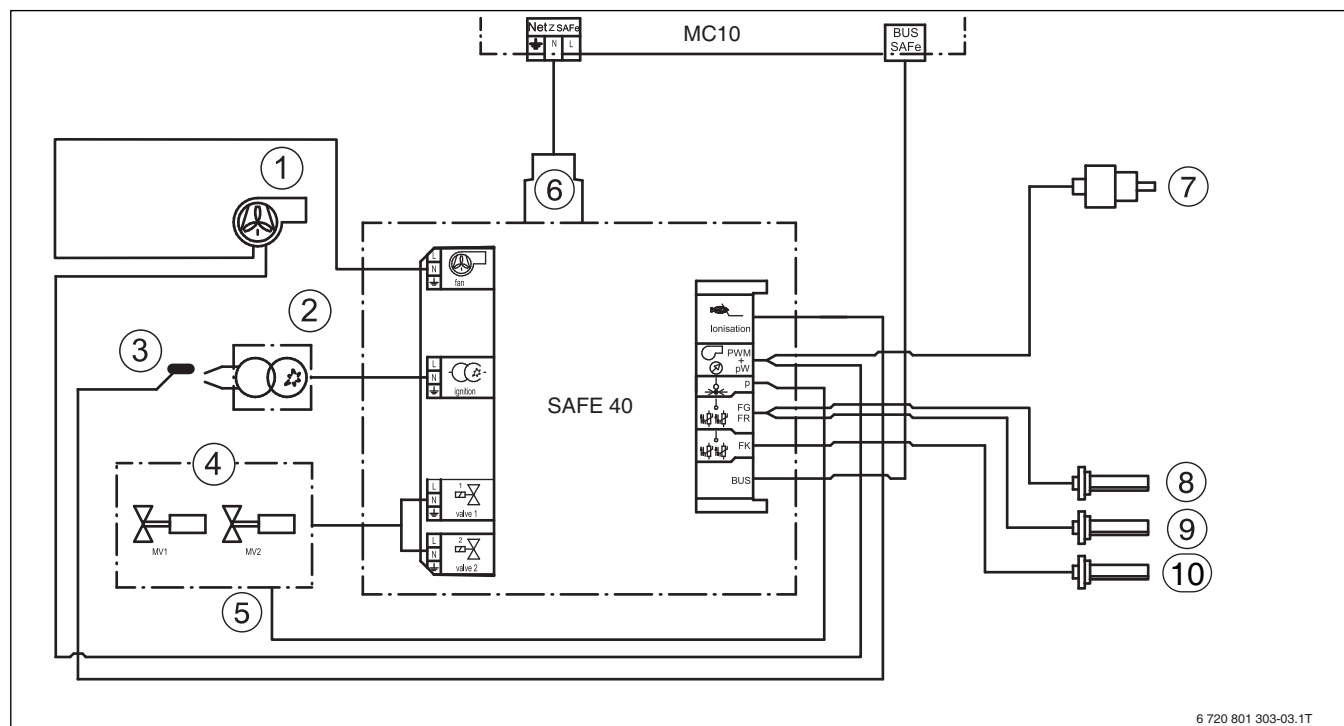 Net Z SAFe
N L
MC10
BUS
SAFe
1
6
7
L
N
fan
2
Ionisation
3
PWM
+
pW
L
N
ignition
p
SAFE 40
FG
FR
4
FK
8
L
N
1
valve 1
BUS
9
MV1
MV2
L
N
2
valve 2
10
5
6 720 801 303-03.1T